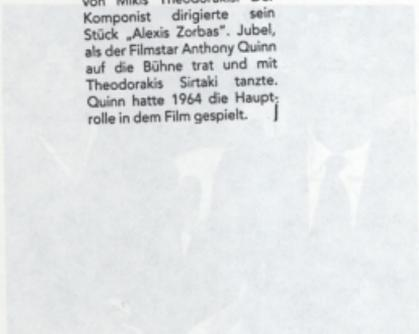 von Mikis Theodorakis. Der
Komponist dirigierte sein
Stück „Alexis Zorbas". Jubel,
als der Filmstar Anthony Quinn
auf die Bühne trat und mit
Theodorakis Sirtaki tanzte.
Quinn hatte 1964 die Haupt-
rolle in dem Film gespielt.